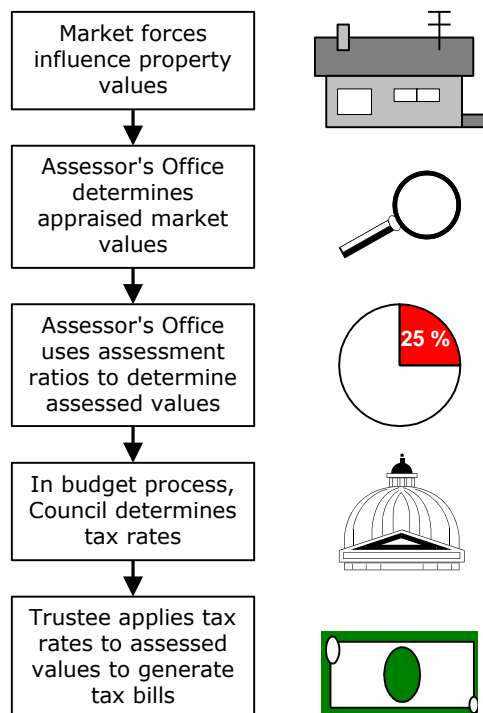 Market forces
influence property
values
Assessor's Office
determines
appraised market
values
Assessor's Office
uses assessment
ratios to determine
assessed values
25 %
In budget process,
Council determines
tax rates
Trustee applies tax
rates to assessed
values to generate
tax bills